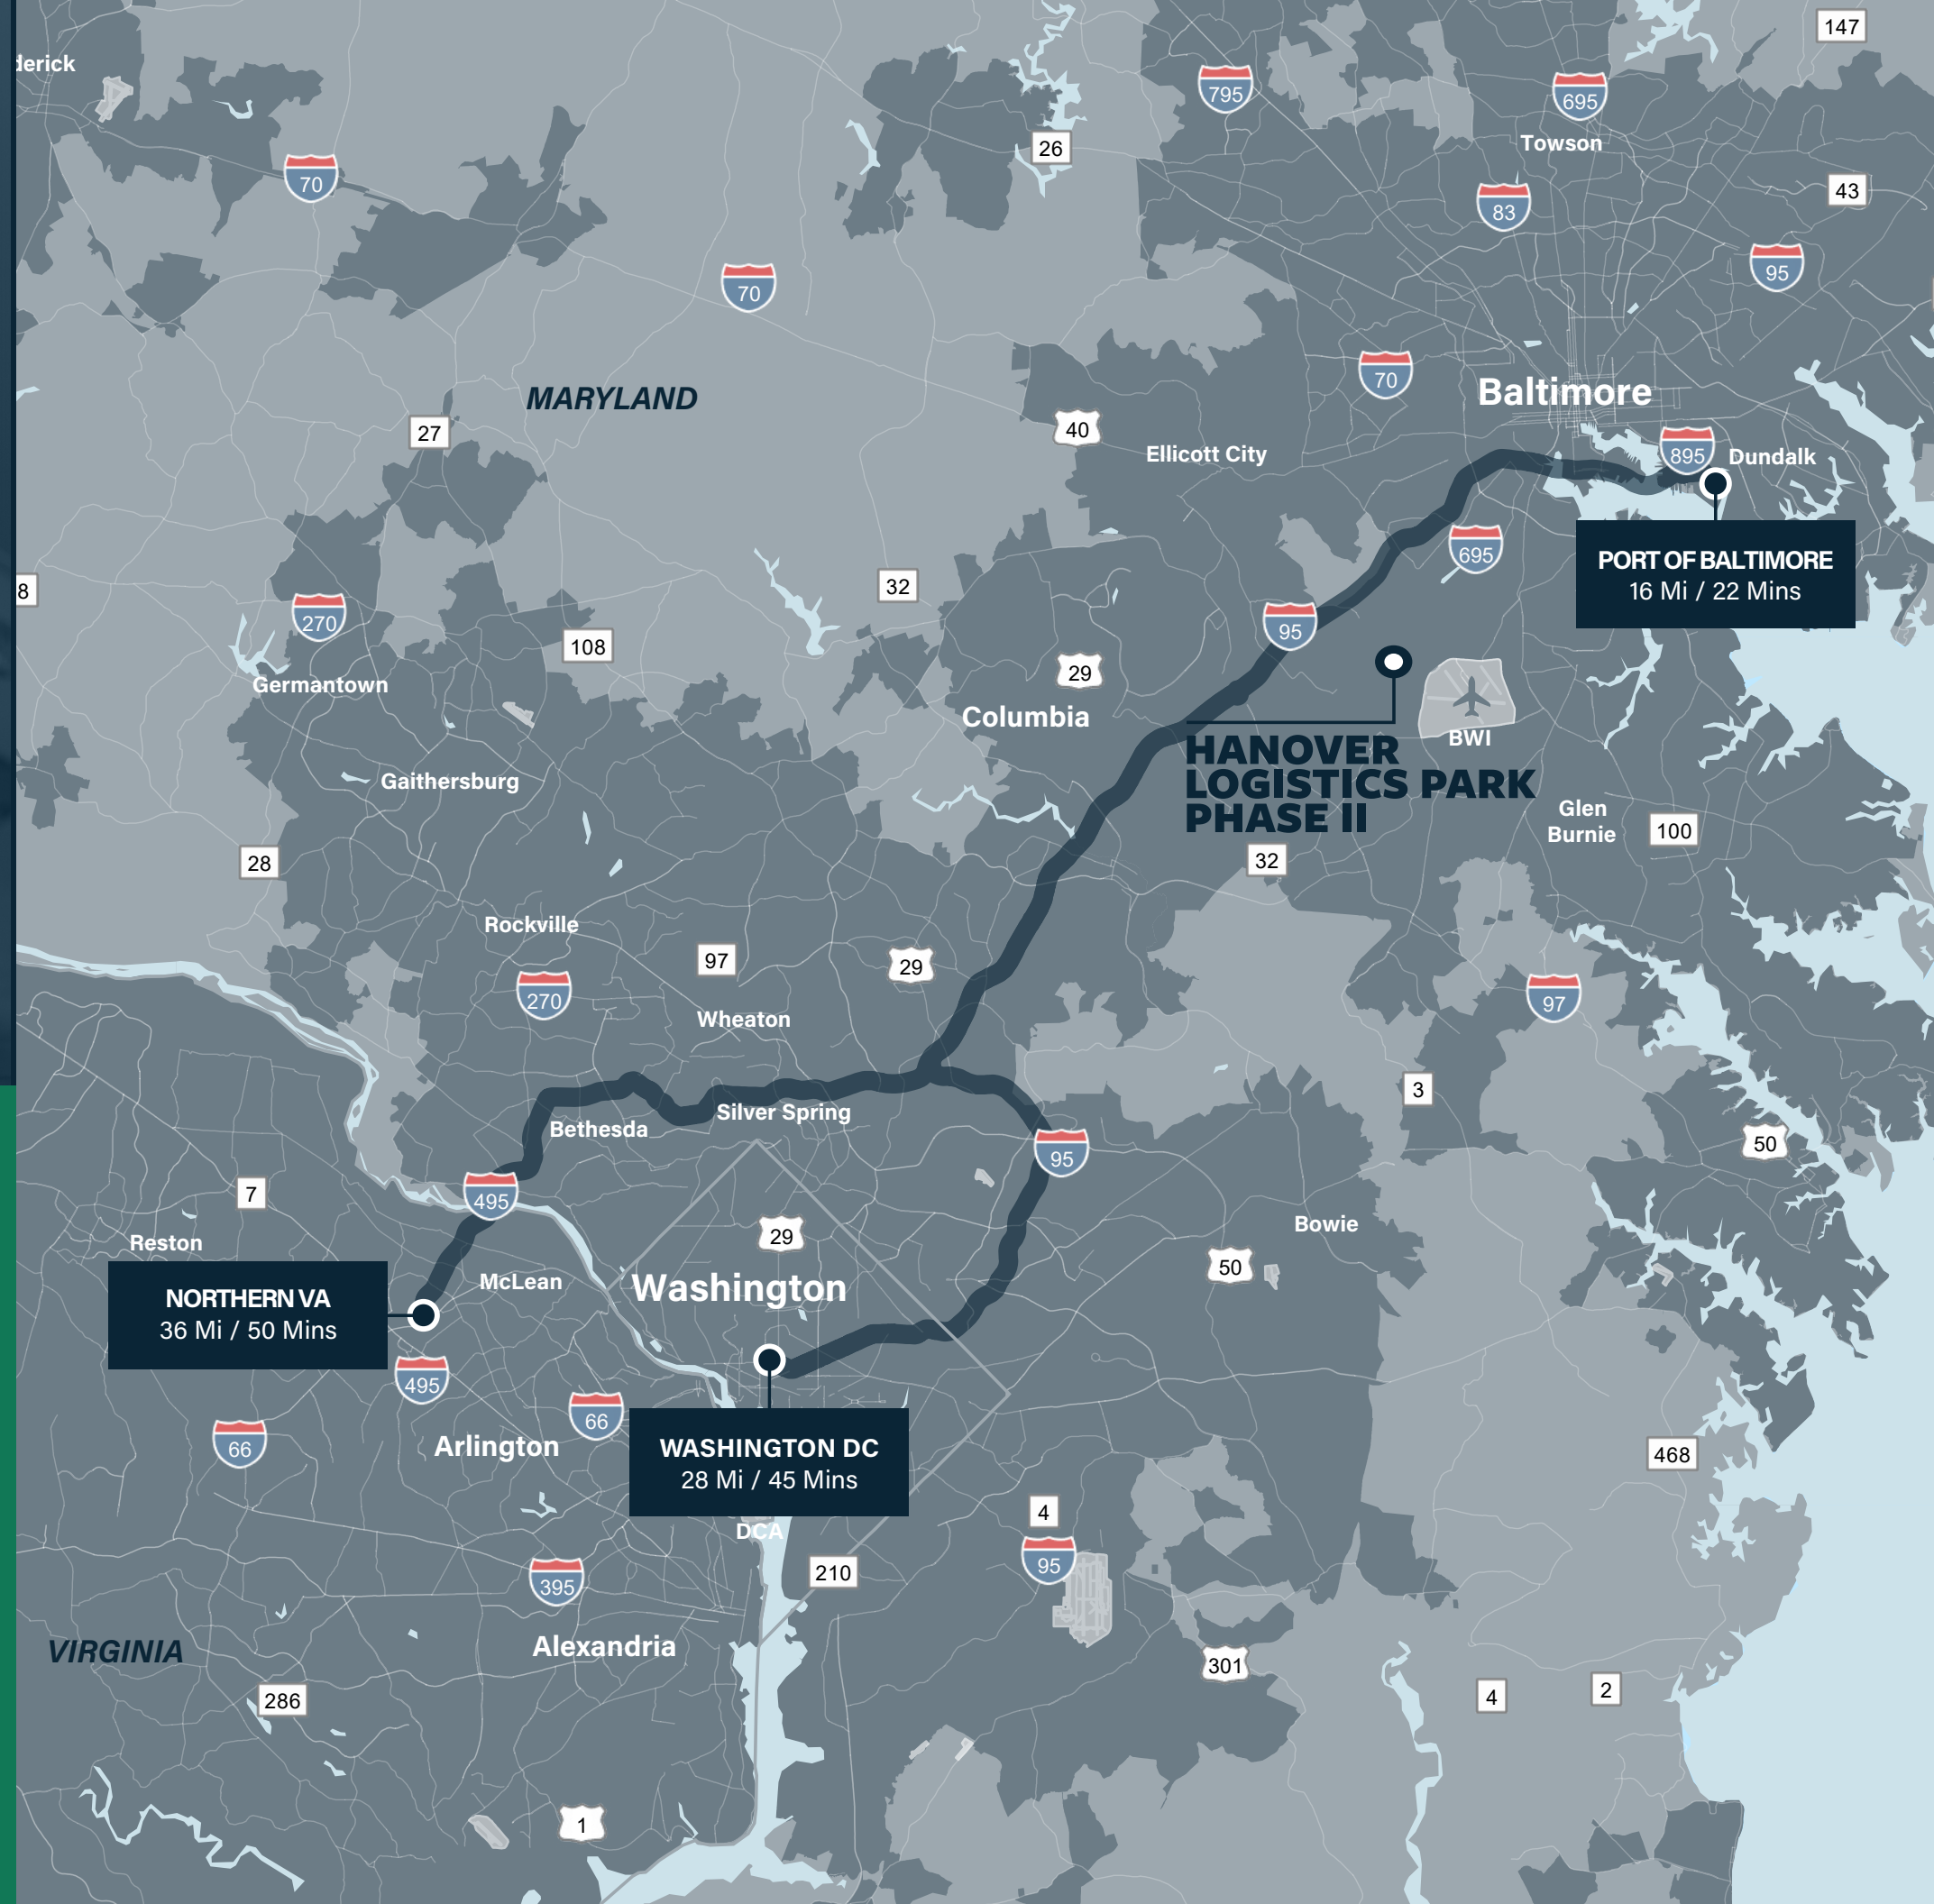 147
derick
795
695
Towson
26
70
43
83
95
70
70
MARYLAND
Baltimore
27
40
Ellicott City
895
Dundalk
695
PORT OF BALTIMORE
16 Mi / 22 Mins
8
32
270
95
108
29
Germantown
Columbia
BWI
HANOVER
LOGISTICS PARK
PHASE II
Gaithersburg
Glen
Burnie
100
28
32
Rockville
97
29
270
97
Wheaton
3
Silver Spring
Bethesda
50
95
7
495
Bowie
29
Reston
50
McLean
Washington
NORTHERN VA
36 Mi / 50 Mins
495
66
66
Arlington
WASHINGTON DC
28 Mi / 45 Mins
468
4
DCA
95
210
395
Alexandria
VIRGINIA
301
286
4
2
1